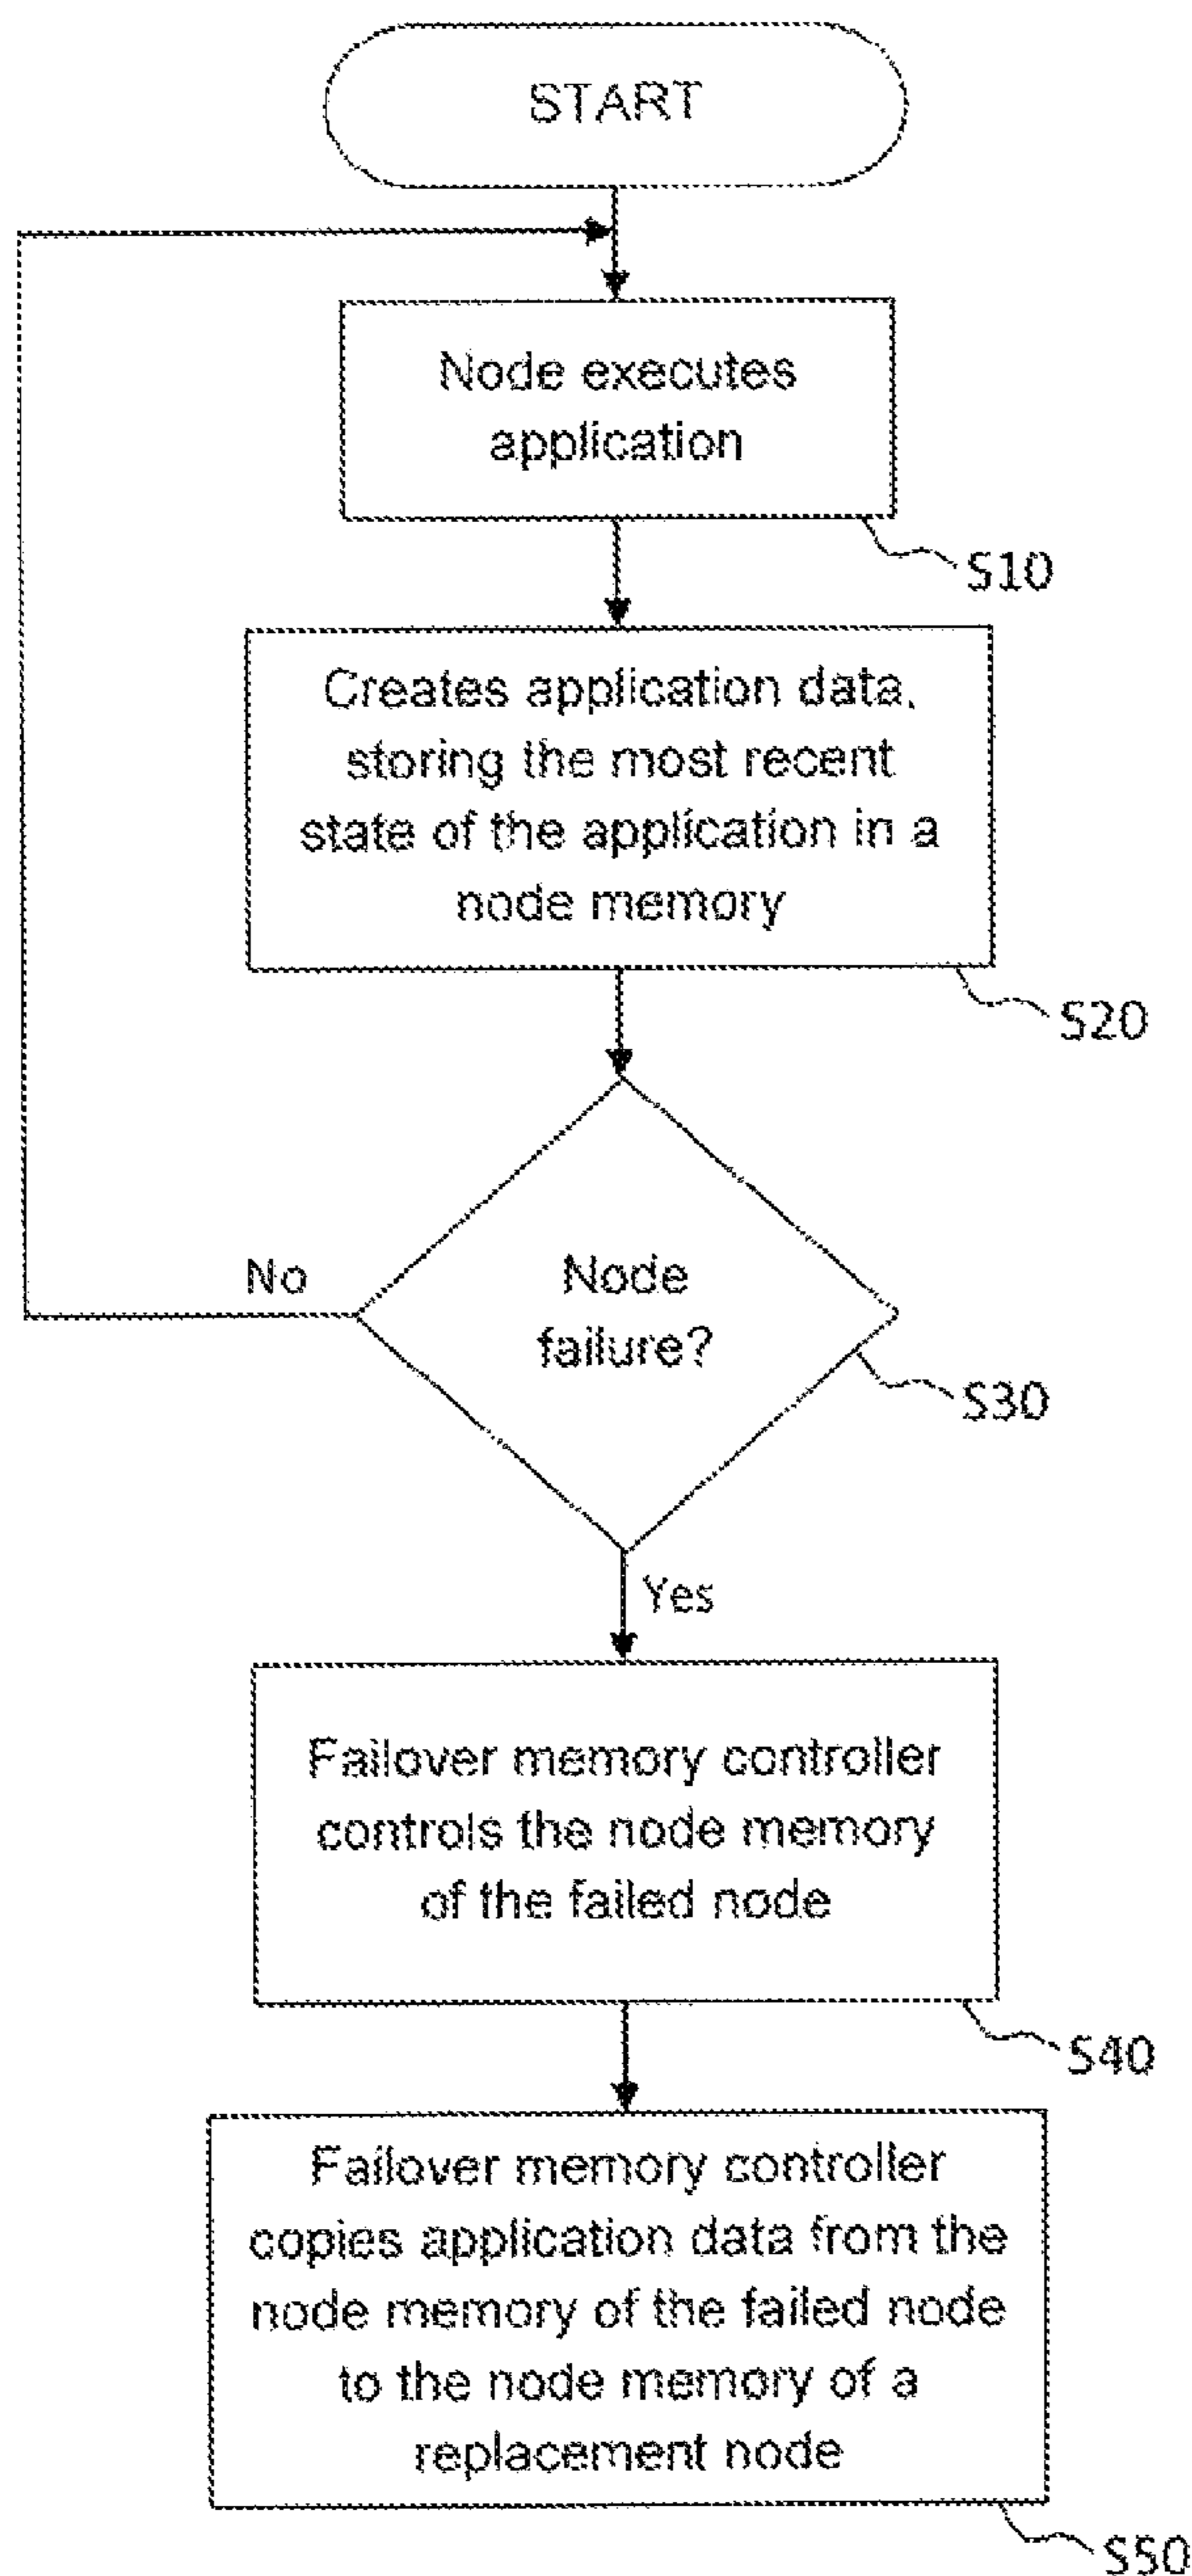 START
Node executes
application
S10
Creates application data,
storing the most recent
state of the application in a
node memory
S20
Node
failure?
No
S30
Yes
Failover memory controller
controls the node memory
of the failed node
S40
Failover memory controller
copies application data from the
node memory of the failed node
to the node memory of a
replacement node
S50